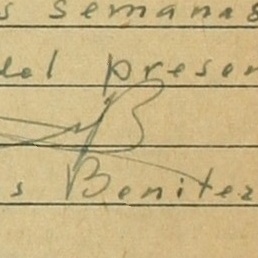 s semanas
del presen
B
s Benitez